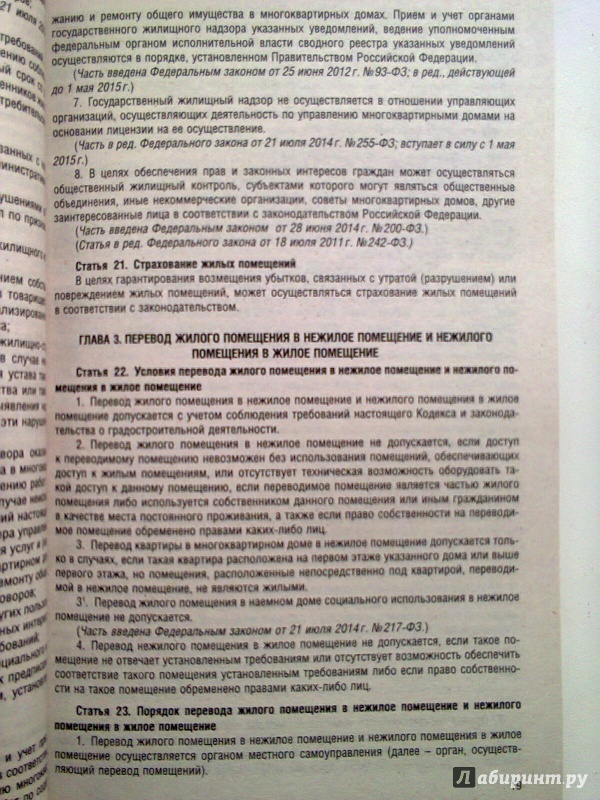 жанию и ремонту общего имущества в многоквартирных домах. Прием и учет органами
государственного жилищного надзора указанных уведомлений, ведение уполномоченным
федеральным органом исполнительной власти сводного реестра указанных уведомлений
осуществляются в порядке, установленном Правительством Российской Федерации.
(Часть введена Федеральным законом от 25 июня 2012 г. №93-ФЗ; в ред., действующей
до 1 мая 2015 г.)
7. Государственный жилищный надзор не осуществляется в отношении управляющих
организаций, осуществляющих деятельность по управлению многоквартирными домами на
основании лицензии на ее осуществление.
(Часть в ред. Федерального закона от 21 июля 2014 г. №255-ФЗ; вступает в силу с 1 мая
2015 г.)
8. В целях обеспечения прав и законных интересов граждан может осуществляться
общественный жилищный контроль, субъектами которого могут являться общественные
объединения, иные некоммерческие организации, советы многоквартирных домов, другие
заинтересованные лица в соответствии с законодательством Российской Федерации.
(Часть введена Федеральным законом от 28 июня 2014 г. №200-ФЗ.)
(Статья в ред. Федерального закона от 18 июля 2011 г. №242-ФЗ.)
Статья 21. Страхование жилых помещений
В целях гарантирования возмещения убытков, связанных с утратой (разрушением) или
повреждением жилых помещений, может осуществляться страхование жилых помещений
в соответствии с законодательством.
ГЛАВА 3. ПЕРЕВОД ЖИЛОГО ПОМЕЩЕНИЯ В НЕЖИЛОЕ ПОМЕЩЕНИЕ И НЕЖИЛОГО
ПОМЕЩЕНИЯ В ЖИЛОЕ ПОМЕЩЕНИЕ
Статья 22. Условия перевода жилого помещения в нежилое помещение и нежилого по-
мещения в жилое помещение
1. Перевод жилого помещения в нежилое помещение и нежилого помещения в жилое
помещение допускается с учетом соблюдения требований настоящего Кодекса и законода-
тельства о градостроительной деятельности.
2. Перевод жилого помещения в нежилое помещение не допускается, если доступ
к переводимому помещению невозможен без использования помещений, обеспечивающих
доступ к жилым помещениям, или отсутствует техническая возможность оборудовать та-
кой доступ к данному помещению, если переводимое помещение является частью жилого
помещения либо используется собственником данного помещения или иным гражданином
в качестве места постоянного проживания, а также если право собственности на переводи-
мое помещение обременено правами каких-либо лиц.
3. Перевод квартиры в многоквартирном доме в нежилое помещение допускается толь-
ко в случаях, если такая квартира расположена на первом этаже указанного дома или выше
первого этажа, но помещения, расположенные непосредственно под квартирой, переводи-
мой в нежилое помещение, не являются жилыми.
3¹. Перевод жилого помещения в наемном доме социального использования в нежилое
помещение не допускается.
(Часть введена Федеральным законом от 21 июля 2014 г. №217-ФЗ.)
4. Перевод нежилого помещения в жилое помещение не допускается, если такое по-
мещение не отвечает установленным требованиям или отсутствует возможность обеспечить
соответствие такого помещения установленным требованиям либо если право собственно-
сти на такое помещение обременено правами каких-либо лиц.
Статья 23. Порядок перевода жилого помещения в нежилое помещение и нежилого
помещения в жилое помещение
1. Перевод жилого помещения в нежилое помещение и нежилого помещения в жилое
помещение осуществляется органом местного самоуправления (далее – орган, осуществ-
ляющий перевод помещений).
Лабиринт.ру